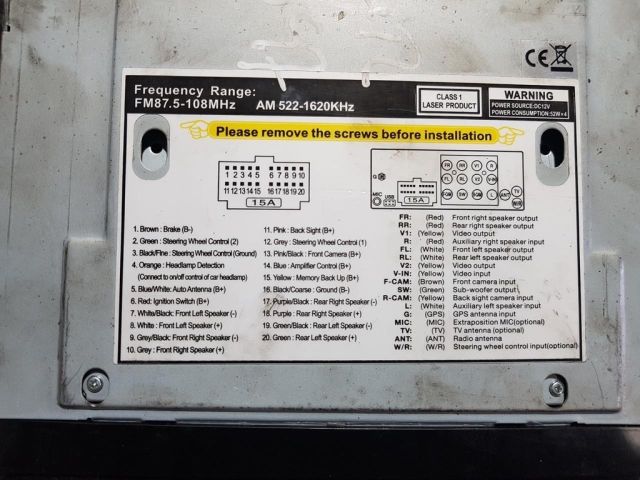 Frequency Range:
FM87.5-108MHz AM 522-1620KHz
CLASS 1
LASER PRODUCT
WARNING
POWER SOURCE:DC12V
POWER CONSUMPTION:52W×4
CE
Please remove the screws before installation
1 2 3 4 5 6 7 8 9 10
11 12 13 14 15 16 17 18 19 20
15A
G
MIC
USB
15A
FR RR V1 R
FL RL V2 V-IN
SW L
ANT
TV
W/R
1. Brown : Brake (B-)
2. Green : Steering Wheel Control (2)
3. Black/Fine: Steering Wheel Control(Ground)
4. Orange : Headlamp Detection
(Connect to on/off control of car headlamp)
5. Blue/White: Auto Antenna (B+)
6. Red: Ignition Switch (B+)
7. White/Black: Front Left Speaker (-)
8. White : Front Left Speaker (+)
9. Grey/Black: Front Right Speaker (-)
10. Grey : Front Right Speaker (+)
11. Pink : Back Sight (B+)
12. Grey : Steering Wheel Control (1)
13. Pink/Black : Front Camera (B+)
14. Blue : Amplifier Control (B+)
15. Yellow : Memory Back Up (B+)
16. Black/Coarse : Ground (B-)
17. Purple/Black: Rear Right Speaker (-)
18. Purple : Rear Right Speaker (+)
19. Green/Black : Rear Left Speaker (-)
20. Green : Rear Left Speaker (+)
FR: (Red) Front right speaker output
RR: (Red) Rear right speaker output
V1: (Yellow) Video output
R: (Red) Auxiliary right speaker input
FL: (White) Front left speaker output
RL: (White) Rear left speaker output
V2: (Yellow) Video output
V-IN: (Yellow) Video input
F-CAM: (Brown) Front camera input
SW: (Green) Sub-woofer output
R-CAM: (Yellow) Back sight camera input
L: (White) Auxiliary left speaker input
G: (GPS) GPS antenna input
MIC: (MIC) Extraposition MIC(optional)
TV: (TV) TV antenna (optional)
ANT: (ANT) Radio antenna
W/R: (W/R) Steering wheel control input(optional)